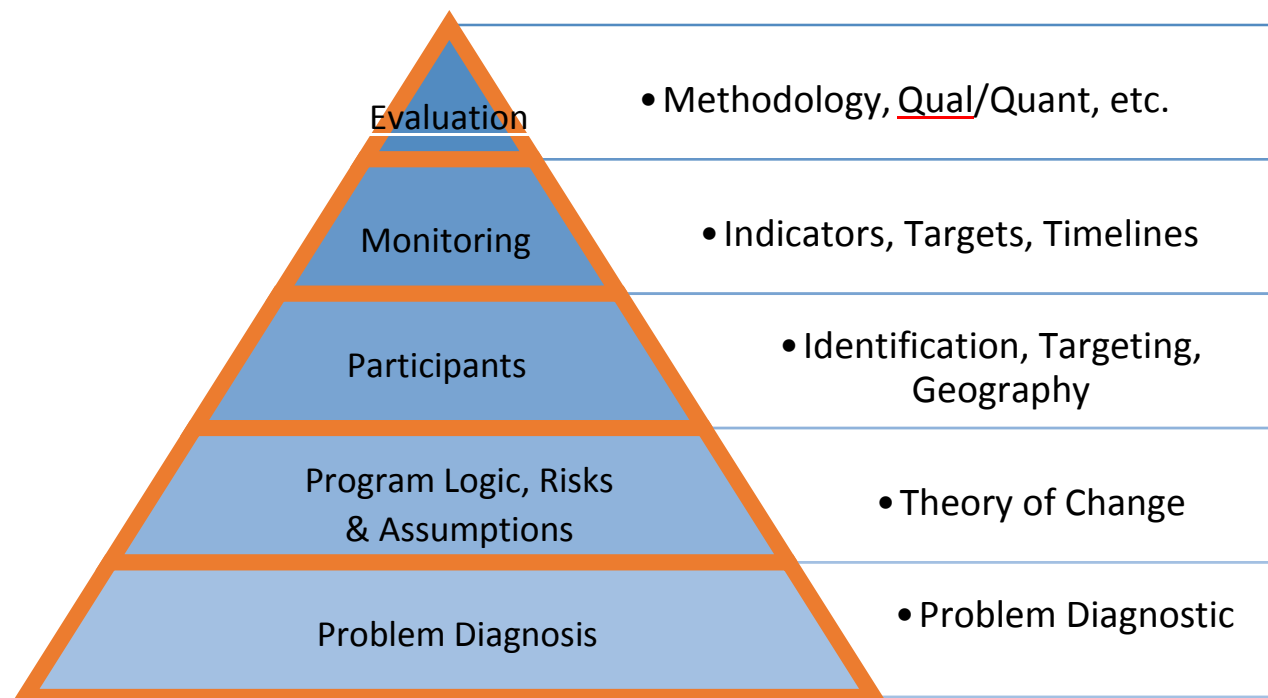 Evaluation
•Methodology, Qual/Quant, etc.
Monitoring
•Indicators, Targets, Timelines
Participants
•Identification, Targeting,
Geography
Program Logic, Risks
& Assumptions
•Theory of Change
Problem Diagnosis
•Problem Diagnostic